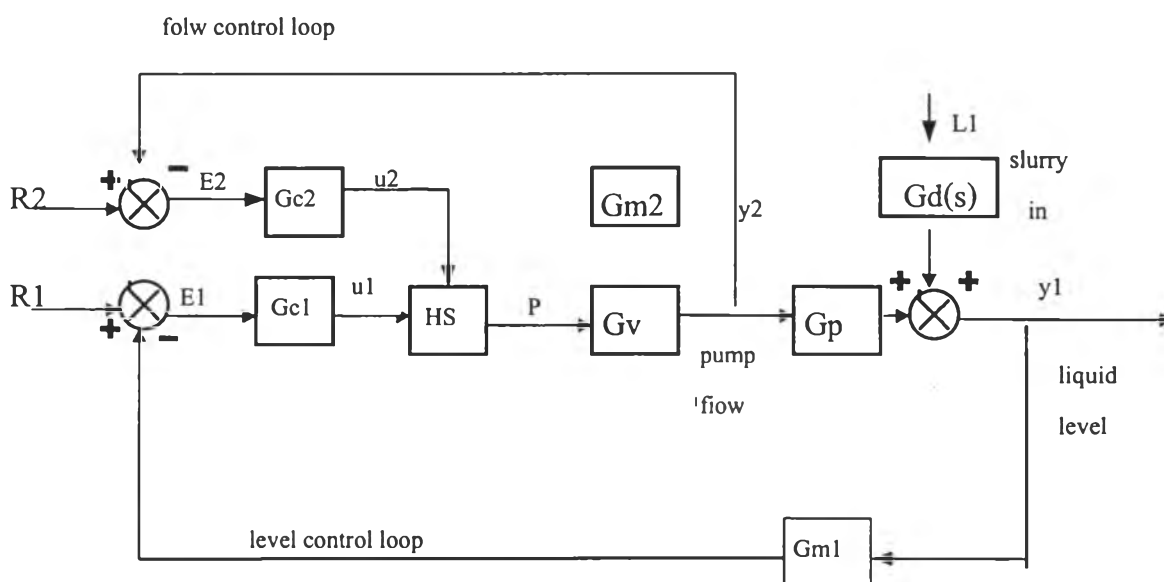 folw control loop
L1
slurry
in
Gd(s)
R2
+
-
E2
Gc2
u2
Gm2
y2
R1
+
-
E1
Gc1
u1
HS
P
Gv
pump
fiow
Gp
+
+
y1
liquid
level
level control loop
Gm1